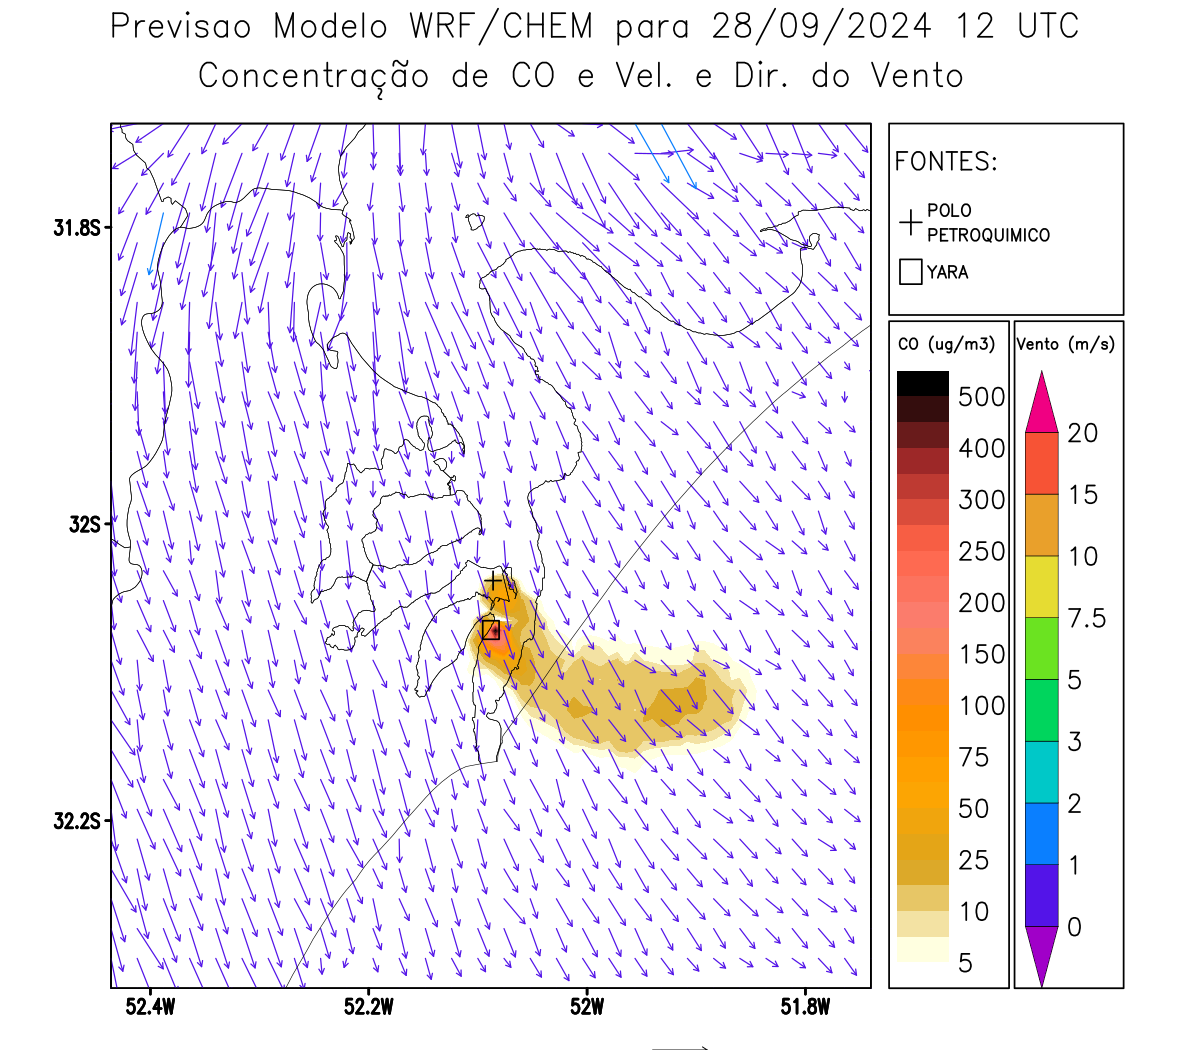 Previsao Modelo WRF/CHEM para 28/09/2024 12 UTC
Concentração de CO e Vel. e Dir. do Vento
FONTES:
POLO
PETROQUIMICO
YARA
CO (ug/m3)
500
400
300
250
200
150
100
75
50
25
10
5
Vento (m/s)
20
15
10
7.5
5
3
2
1
0
31.8S
32S
32.2S
52.4W
52.2W
52W
51.8W